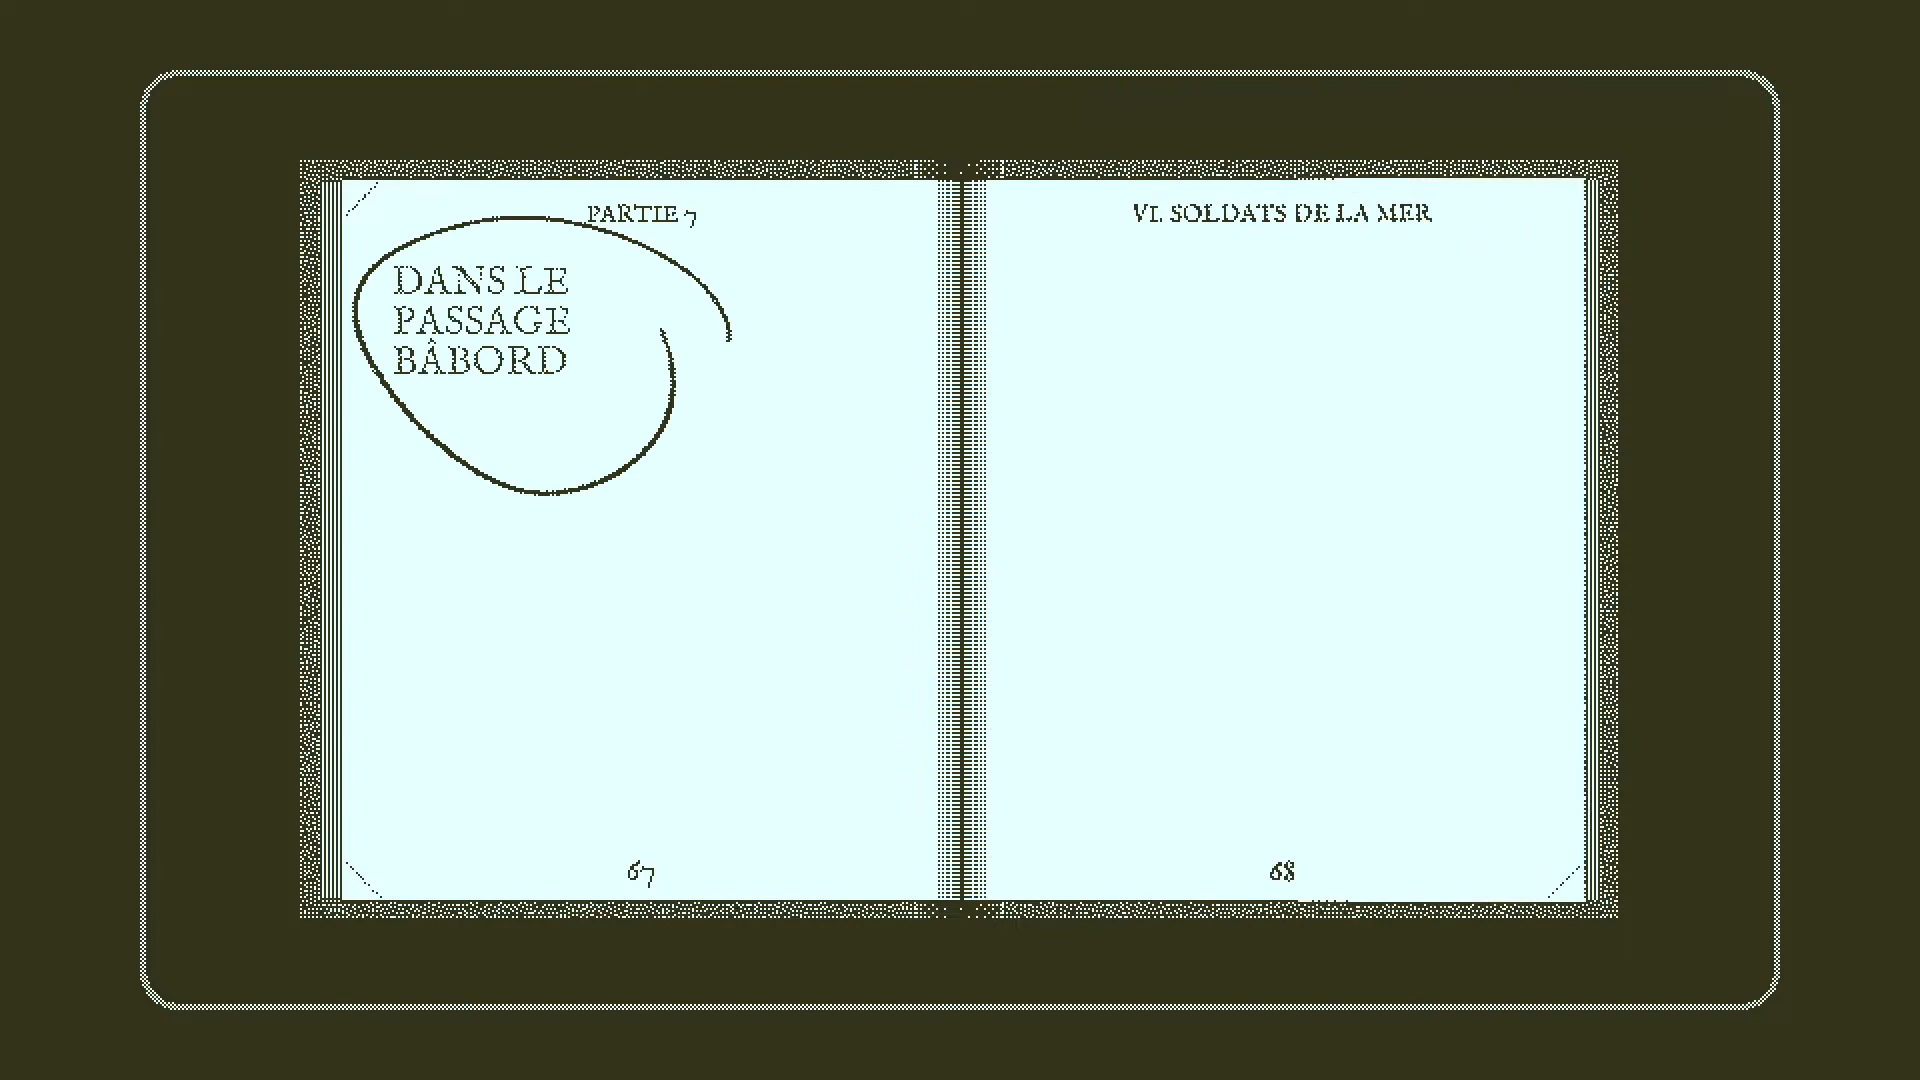 PARTIE 7
DANS LE
PASSAGE
BÂBORD
67
VI. SOLDATS DE LA MER
68